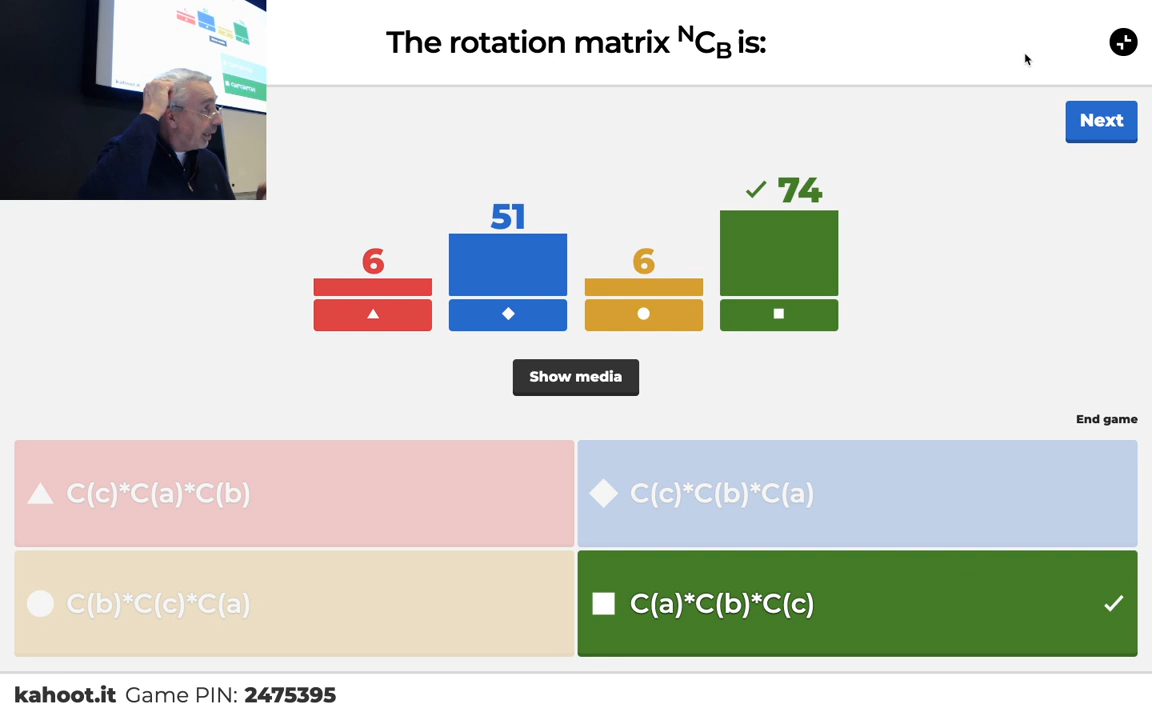 The rotation matrix ᴺC_B is:
Next
6
51
6
74
Show media
End game
C(c)*C(a)*C(b)
C(c)*C(b)*C(a)
C(b)*C(c)*C(a)
C(a)*C(b)*C(c)
kahoot.it Game PIN: 2475395